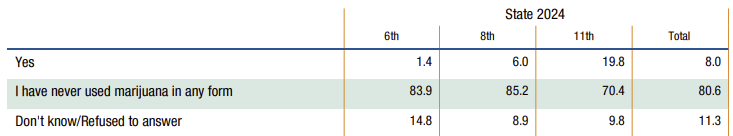 State 2024
6th 8th 11th Total
Yes 1.4 6.0 19.8 8.0
I have never used marijuana in any form 83.9 85.2 70.4 80.6
Don't know/Refused to answer 14.8 8.9 9.8 11.3